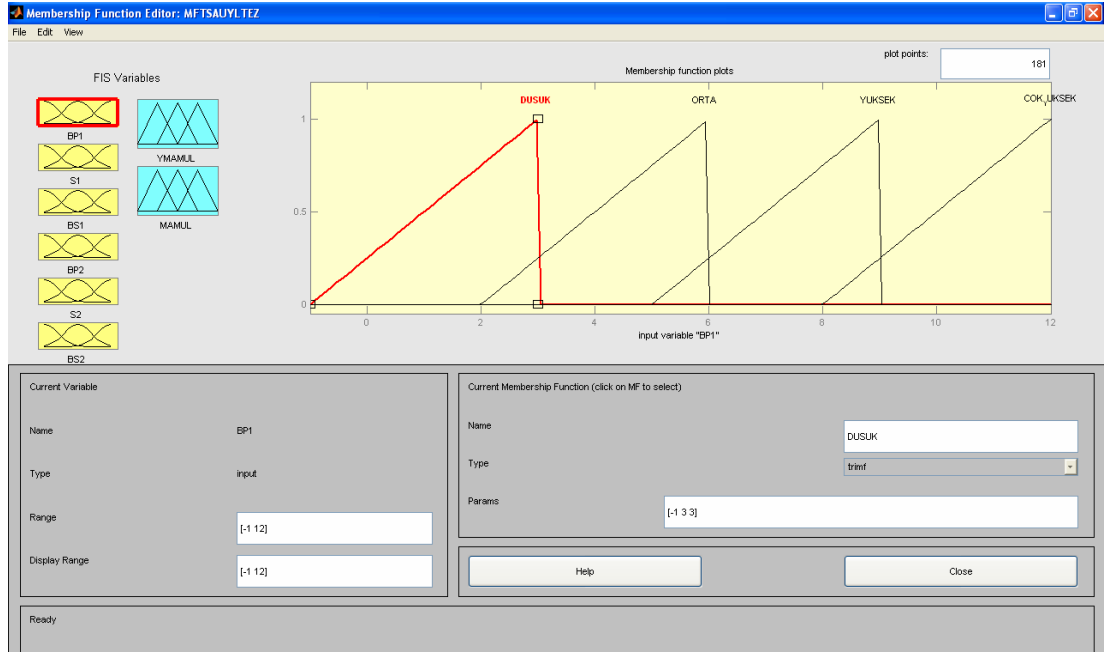 Membership Function Editor: MFTSAUYLTEZ
File Edit View
plot points:
181
FIS Variables
Membership function plots
DUSUK
ORTA
YUKSEK
COK_UKSEK
BP1
S1
BS1
BP2
S2
BS2
YMAMUL
MAMUL
1
0.5
0
0 2 4 6 8 10 12
input variable "BP1"
Current Variable
Name BP1
Type input
Range [-1 12]
Display Range [-1 12]
Current Membership Function (click on MF to select)
Name DUSUK
Type trimf
Params [-1 3 3]
Help Close
Ready